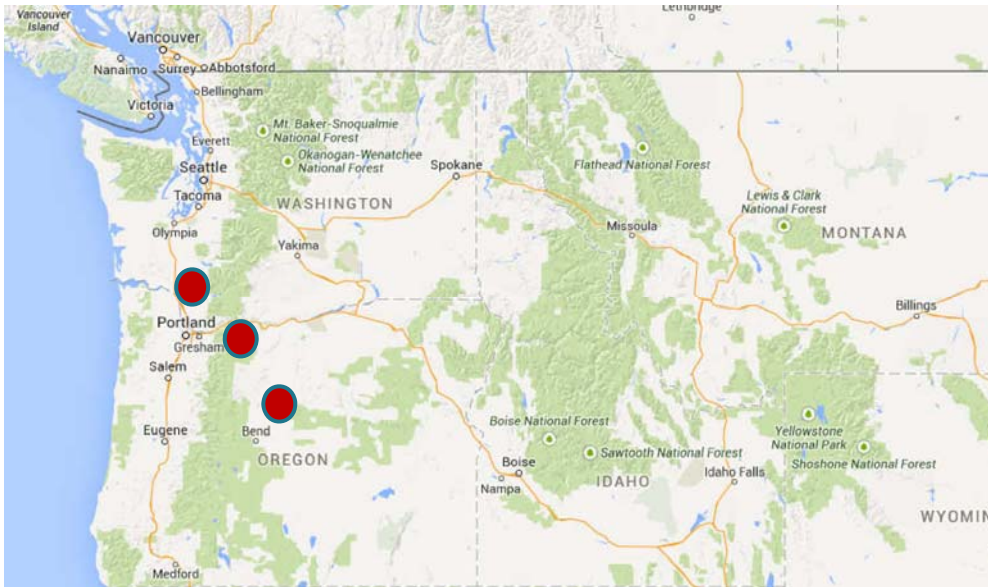 Vancouver
Island
Vancouver
Nanaimo
Surrey
Abbotsford
Victoria
Bellingham
Lethbridge
Mt. Baker-Snoqualmie
National Forest
Everett
Okanogan-Wenatchee
National Forest
Seattle
Spokane
Flathead National Forest
Tacoma
WASHINGTON
Lewis & Clark
National Forest
Olympia
Missoula
MONTANA
Yakima
Billings
Portland
Gresham
Salem
Boise National Forest
Yellowstone
National Park
Eugene
Bend
Sawtooth National Forest
Shoshone National Forest
OREGON
Boise
IDAHO
Idaho Falls
Nampa
WYOMIN
Medford